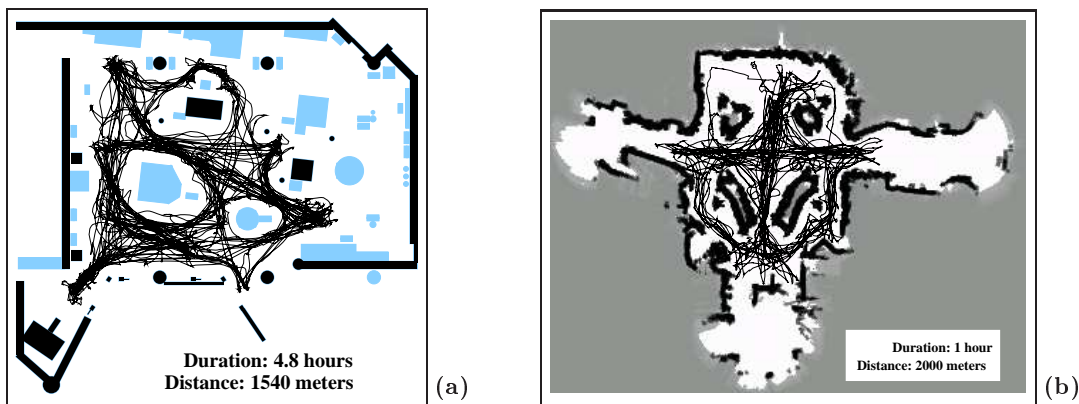 Duration: 4.8 hours
Distance: 1540 meters
(a)
Duration: 1 hour
Distance: 2000 meters
(b)